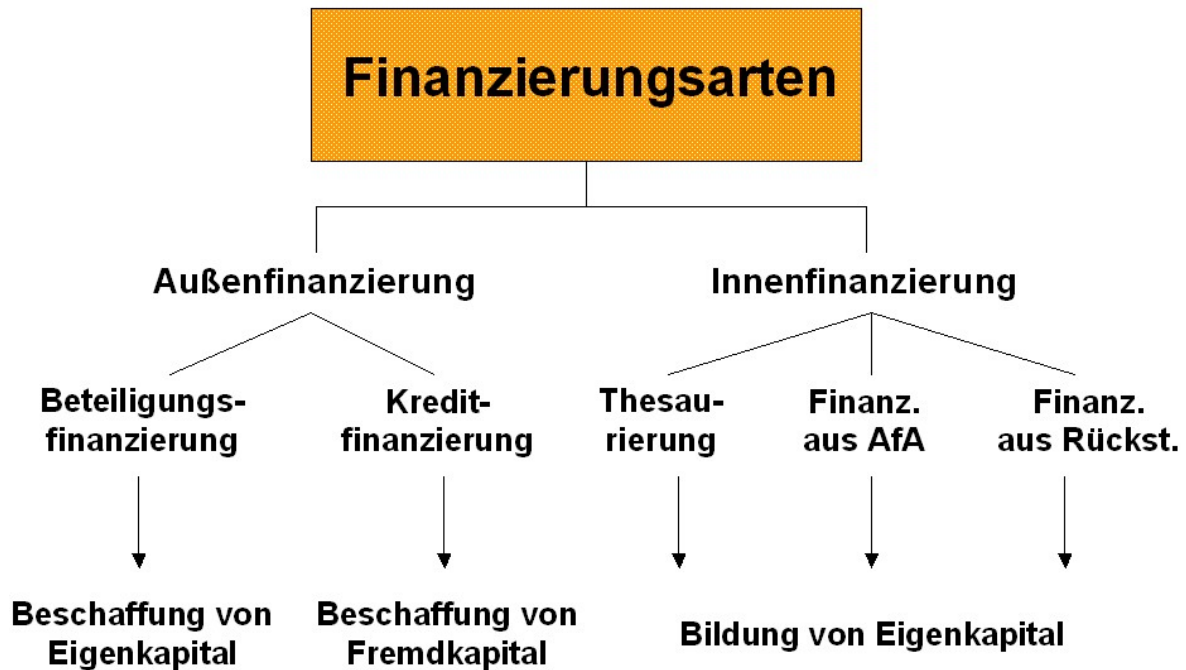 Finanzierungsarten
Außenfinanzierung
Innenfinanzierung
Beteiligungs-
finanzierung
Kredit-
finanzierung
Thesau-
rierung
Finanz.
aus AfA
Finanz.
aus Rückst.
Beschaffung von
Eigenkapital
Beschaffung von
Fremdkapital
Bildung von Eigenkapital